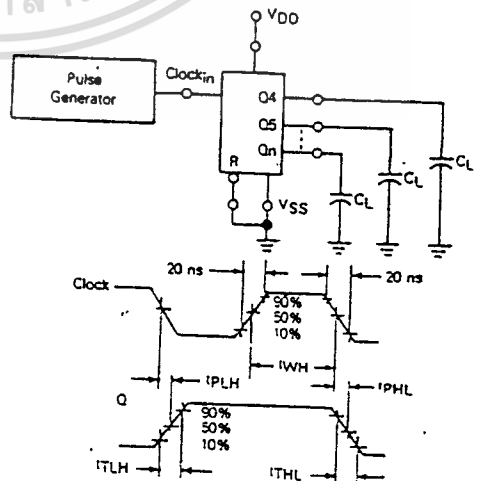 VDD
Pulse
Generator
Clockin
Q4
Q5
Qn
R
VSS
CL
CL
CL
20 ns
20 ns
Clock
90%
50%
10%
tWH
tPLH
tPHL
Q
90%
50%
10%
tTLH
tTHL